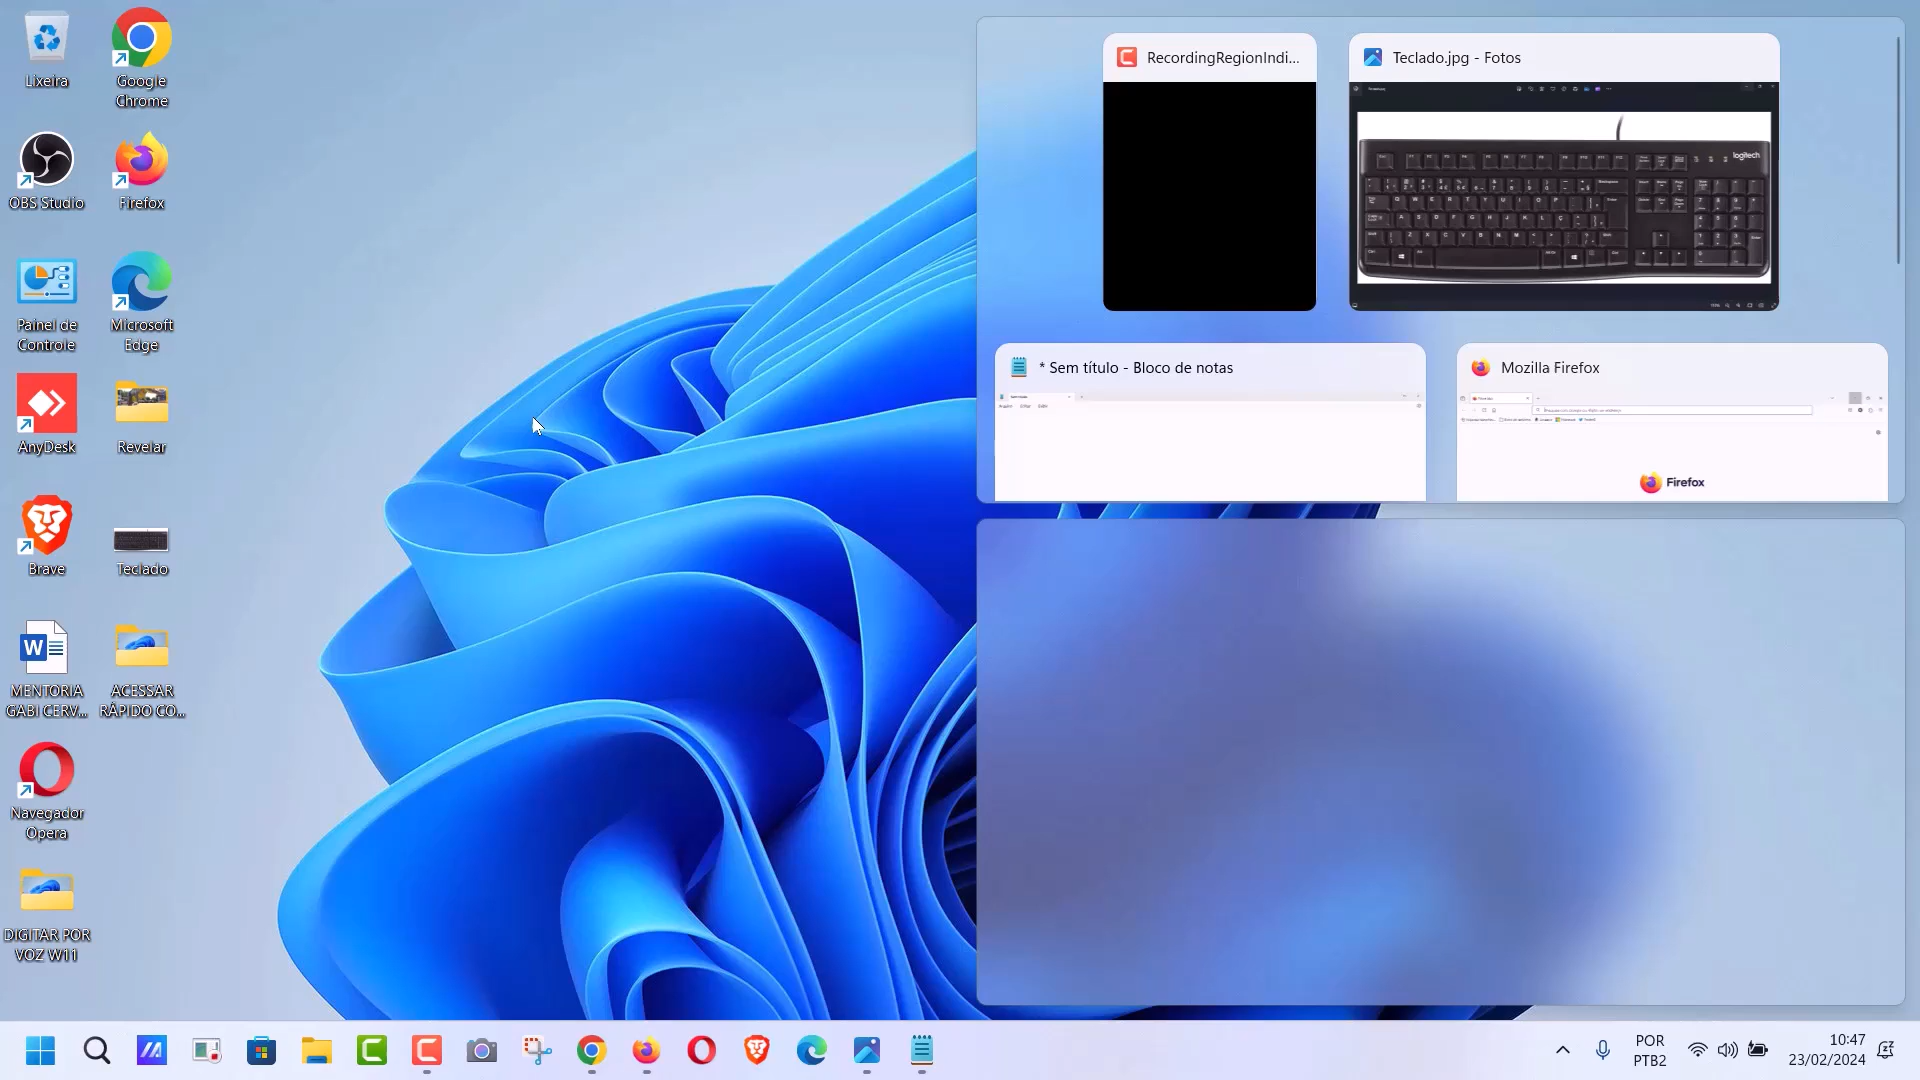 Lixeira
Google
Chrome
OBS Studio
Firefox
Painel de
Controle
Microsoft
Edge
AnyDesk
Revelar
Brave
Teclado
MENTORIA
GABI CERV...
ACESSAR
RÁPIDO CO...
Navegador
Opera
DIGITAR POR
VOZ W11
RecordingRegionIndi...
Teclado.jpg - Fotos
logitech
* Sem título - Bloco de notas
Mozilla Firefox
Firefox
POR
PTB2
10:47
23/02/2024